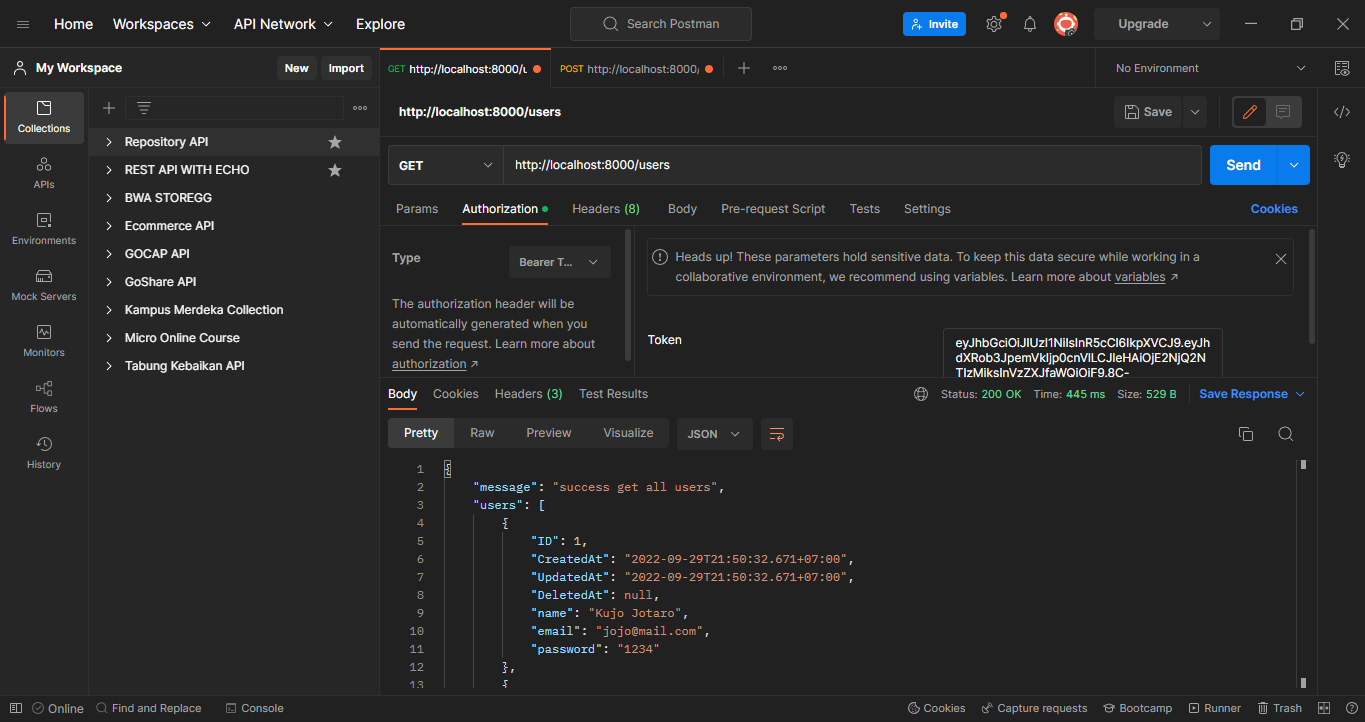 Home Workspaces API Network Explore Search Postman Invite Upgrade
My Workspace New Import GET http://localhost:8000/u POST http://localhost:8000/ No Environment
Collections
APIs
Environments
Mock Servers
Monitors
Flows
History
Repository API
REST API WITH ECHO
BWA STOREGG
Ecommerce API
GOCAP API
GoShare API
Kampus Merdeka Collection
Micro Online Course
Tabung Kebaikan API
http://localhost:8000/users Save
GET http://localhost:8000/users Send
Params Authorization Headers (8) Body Pre-request Script Tests Settings Cookies
Type Bearer T...
The authorization header will be
automatically generated when you
send the request. Learn more about
authorization ↗
Heads up! These parameters hold sensitive data. To keep this data secure while working in a
collaborative environment, we recommend using variables. Learn more about variables ↗
Token
Body Cookies Headers (3) Test Results Status: 200 OK Time: 445 ms Size: 529 B Save Response
Pretty Raw Preview Visualize JSON
1 {
2 "message": "success get all users",
3 "users": [
4 {
5 "ID": 1,
6 "CreatedAt": "2022-09-29T21:50:32.671+07:00",
7 "UpdatedAt": "2022-09-29T21:50:32.671+07:00",
8 "DeletedAt": null,
9 "name": "Kujo Jotaro",
10 "email": "jojo@mail.com",
11 "password": "1234"
12 },
13 {
Online Find and Replace Console Cookies Capture requests Bootcamp Runner Trash